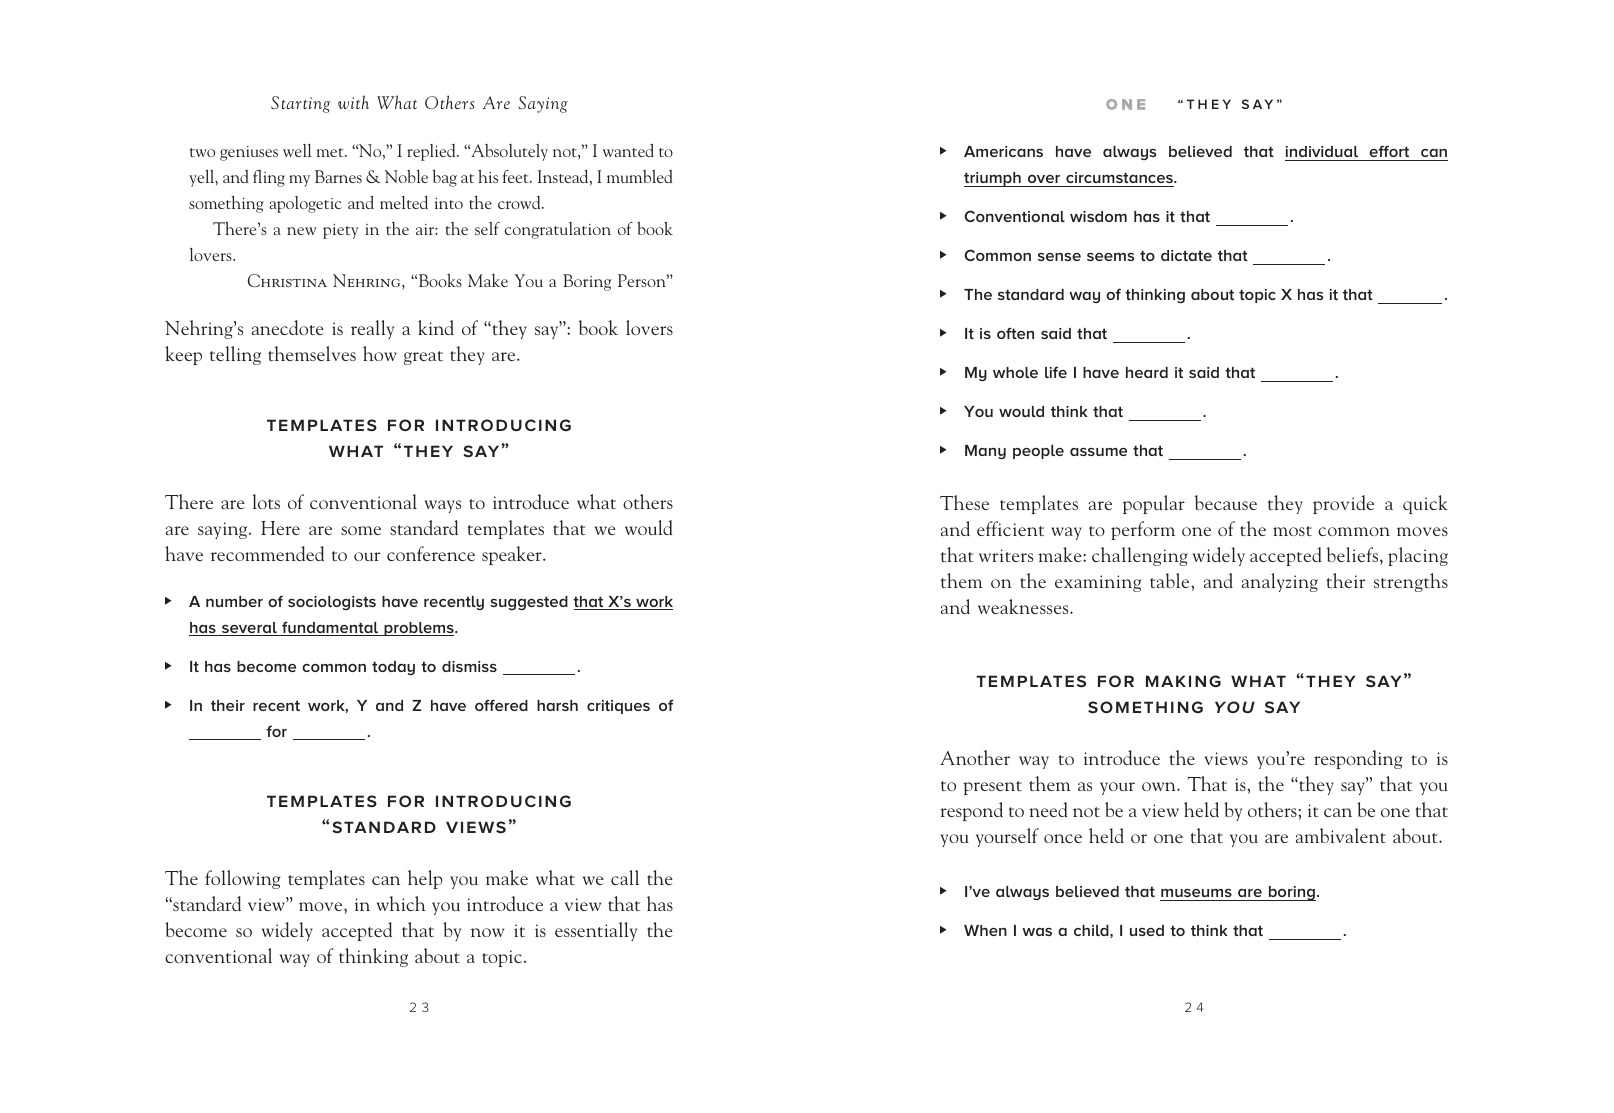 Starting with What Others Are Saying
two geniuses well met. “No,” I replied. “Absolutely not,” I wanted to
yell, and fling my Barnes & Noble bag at his feet. Instead, I mumbled
something apologetic and melted into the crowd.
There’s a new piety in the air: the self congratulation of book
lovers.
Christina Nehring, “Books Make You a Boring Person”
Nehring’s anecdote is really a kind of “they say”: book lovers
keep telling themselves how great they are.
TEMPLATES FOR INTRODUCING
WHAT “THEY SAY”
There are lots of conventional ways to introduce what others
are saying. Here are some standard templates that we would
have recommended to our conference speaker.
▸ A number of sociologists have recently suggested that X’s work
has several fundamental problems.
▸ It has become common today to dismiss ________.
▸ In their recent work, Y and Z have offered harsh critiques of
________ for ________.
TEMPLATES FOR INTRODUCING
“STANDARD VIEWS”
The following templates can help you make what we call the
“standard view” move, in which you introduce a view that has
become so widely accepted that by now it is essentially the
conventional way of thinking about a topic.
23
ONE “THEY SAY”
▸ Americans have always believed that individual effort can
triumph over circumstances.
▸ Conventional wisdom has it that ________.
▸ Common sense seems to dictate that ________.
▸ The standard way of thinking about topic X has it that ________.
▸ It is often said that ________.
▸ My whole life I have heard it said that ________.
▸ You would think that ________.
▸ Many people assume that ________.
These templates are popular because they provide a quick
and efficient way to perform one of the most common moves
that writers make: challenging widely accepted beliefs, placing
them on the examining table, and analyzing their strengths
and weaknesses.
TEMPLATES FOR MAKING WHAT “THEY SAY”
SOMETHING YOU SAY
Another way to introduce the views you’re responding to is
to present them as your own. That is, the “they say” that you
respond to need not be a view held by others; it can be one that
you yourself once held or one that you are ambivalent about.
▸ I’ve always believed that museums are boring.
▸ When I was a child, I used to think that ________.
24